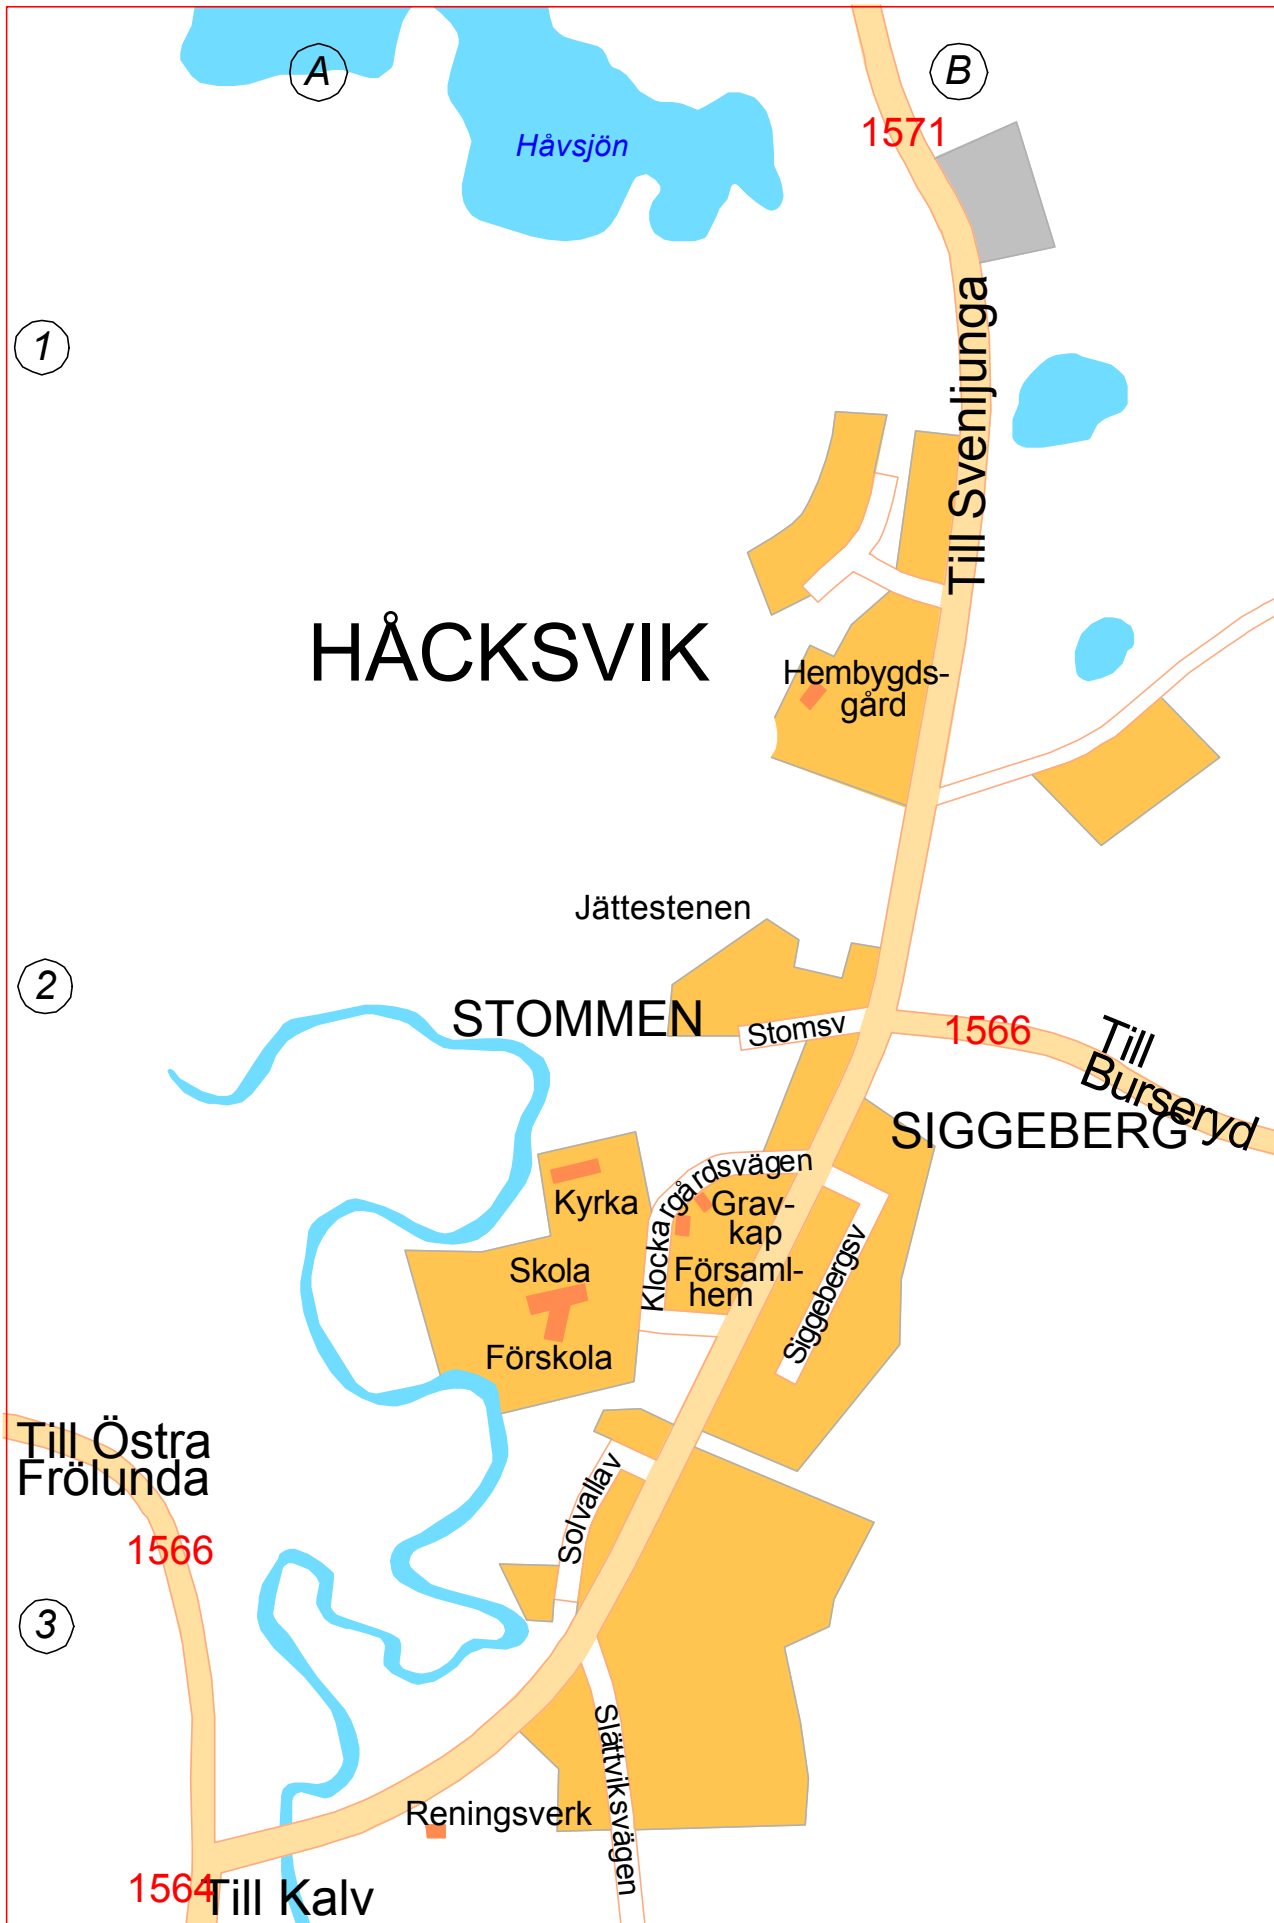 A
B
1571
Håvsjön
1
Till Svenljunga
HÅCKSVIK
Hembygds-
gård
Jättestenen
2
STOMMEN
Stomsv
1566
Till
Burseryd
SIGGEBERG
Klockargårdsvägen
Kyrka
Grav-
kap
Skola
Församl-
hem
Siggebergsv
Förskola
Till Östra
Frölunda
Solvallav
1566
3
Slättviksvägen
Reningsverk
1564
Till Kalv